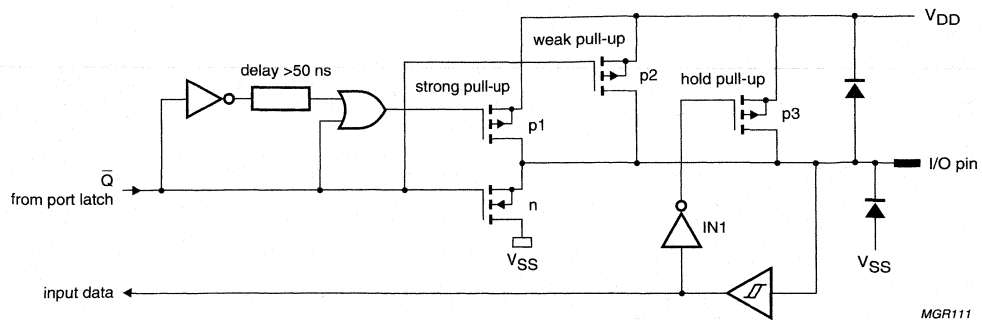 V_DD
weak pull-up
delay >50 ns
p2
strong pull-up
hold pull-up
p1
p3
Q̅
I/O pin
from port latch
n
IN1
V_SS
V_SS
input data
MGR111